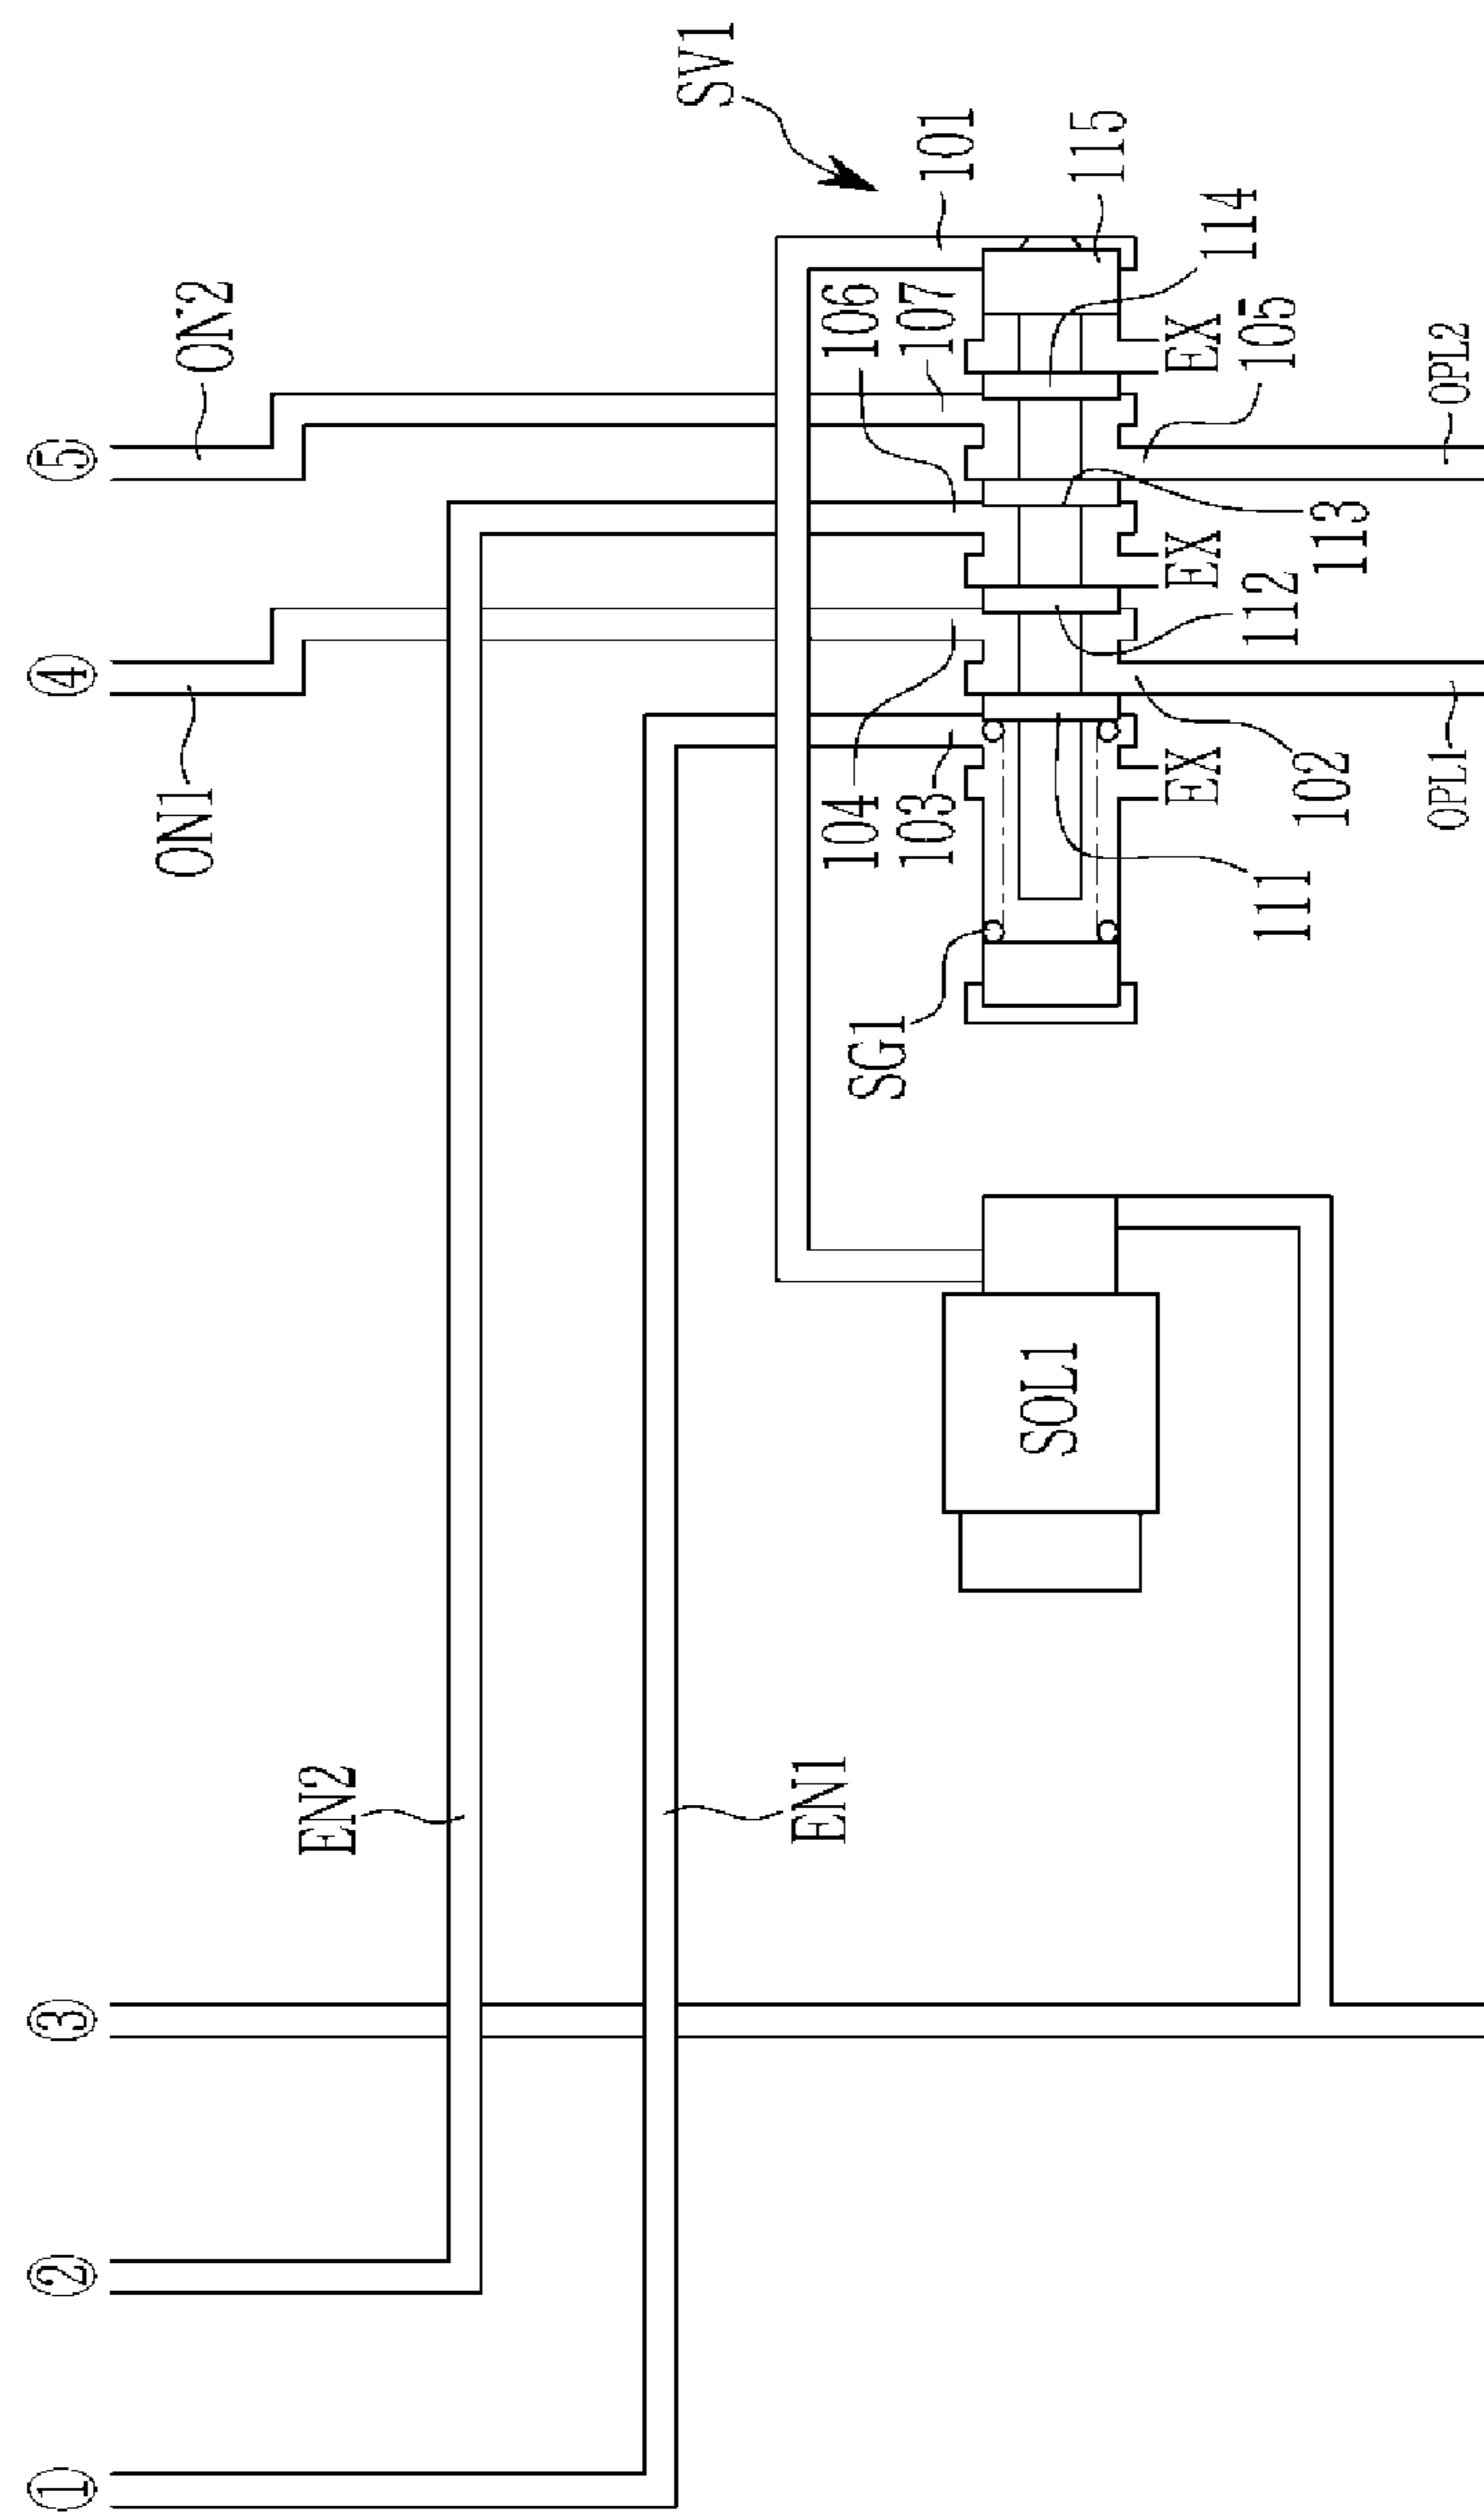 ①
②
③
④
⑤
ON1
ON2
EN2
EN1
SV1
101
115
114
106
107
EX
105
OPL2
113
EX
112
104
103
EX
102
OPL1
111
SG1
SOL1